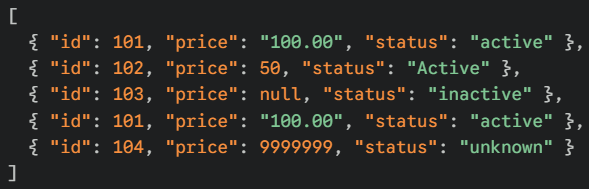 [
  { "id": 101, "price": "100.00", "status": "active" },
  { "id": 102, "price": 50, "status": "Active" },
  { "id": 103, "price": null, "status": "inactive" },
  { "id": 101, "price": "100.00", "status": "active" },
  { "id": 104, "price": 9999999, "status": "unknown" }
]